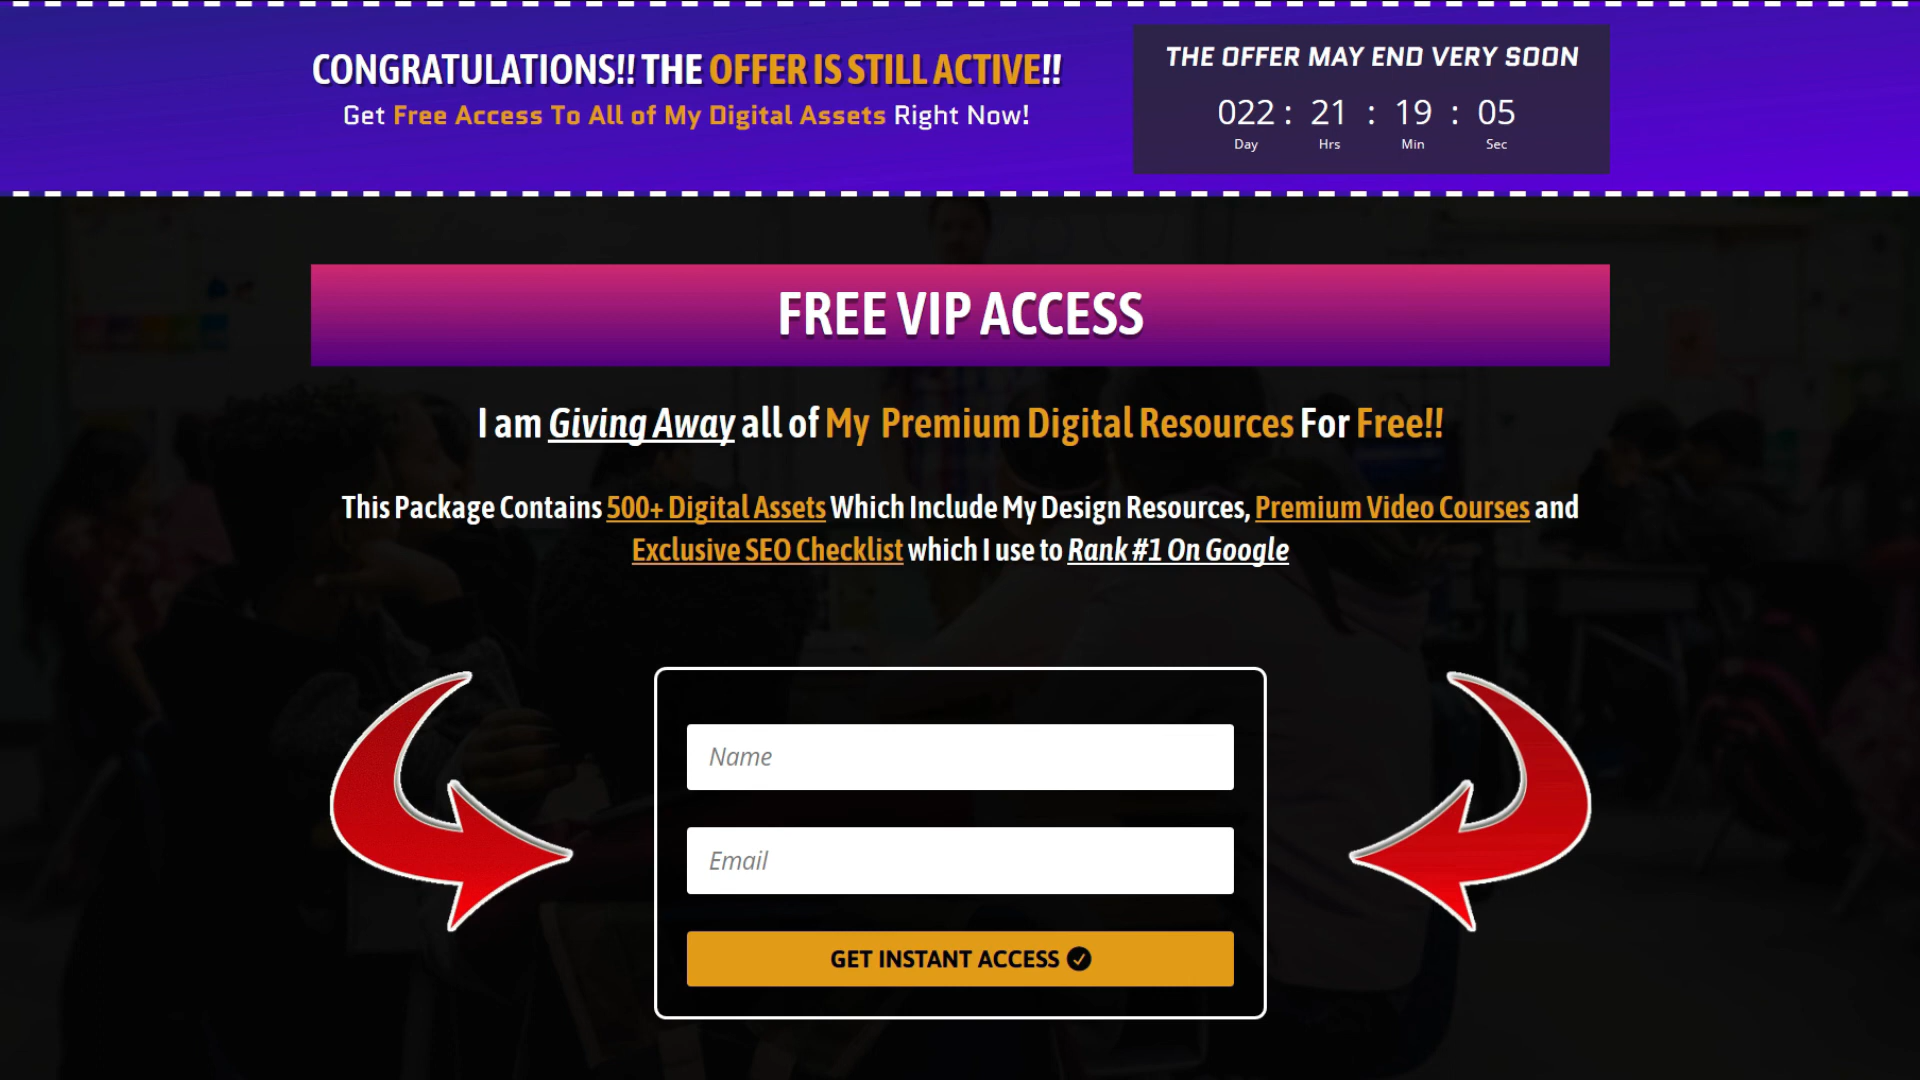 CONGRATULATIONS!! THE OFFER IS STILL ACTIVE!!
Get Free Access To All of My Digital Assets Right Now!
THE OFFER MAY END VERY SOON
022 : 21 : 19 : 05
Day Hrs Min Sec
FREE VIP ACCESS
I am Giving Away all of My Premium Digital Resources For Free!!
This Package Contains 500+ Digital Assets Which Include My Design Resources, Premium Video Courses and
Exclusive SEO Checklist which I use to Rank #1 On Google
Name
Email
GET INSTANT ACCESS